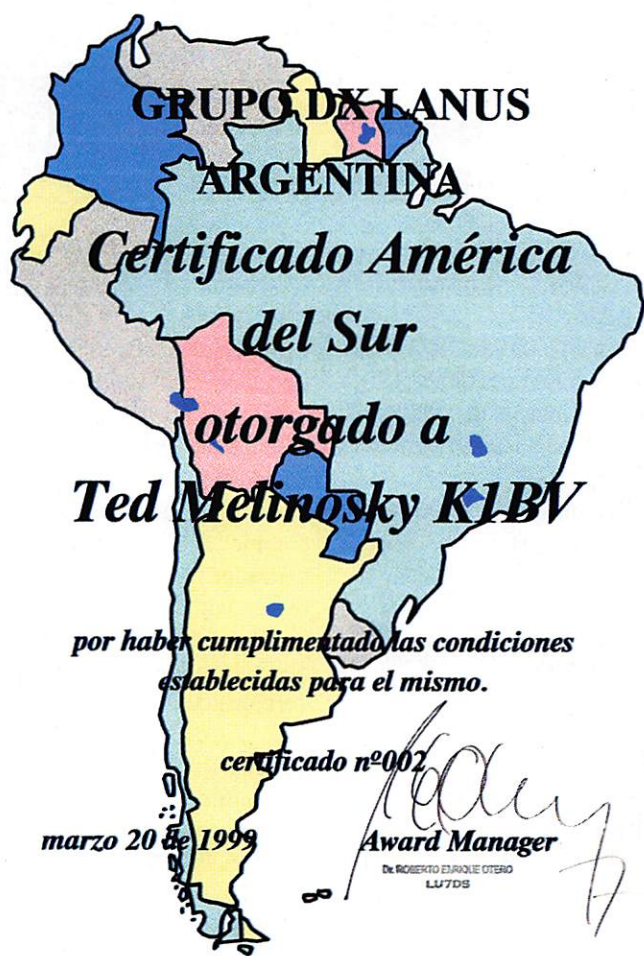 GRUPO DX LANUS
ARGENTINA
Certificado América
del Sur
otorgado a
Ted Melinosky K1BV
por haber cumplimentado las condiciones
establecidas para el mismo.
certificado nº002
marzo 20 de 1999
Award Manager
Dr. ROBERTO ENRIQUE OTERO
LU7DS